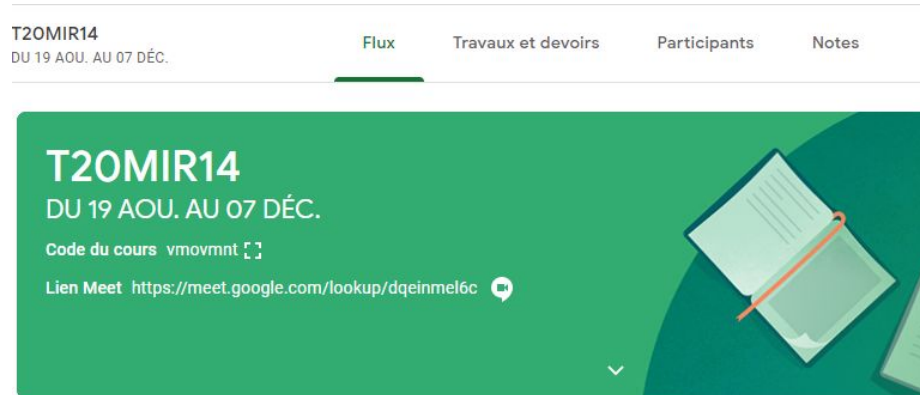 T20MIR14
DU 19 AOU. AU 07 DÉC.
Flux Travaux et devoirs Participants Notes
T20MIR14
DU 19 AOU. AU 07 DÉC.
Code du cours vmovmnt
Lien Meet https://meet.google.com/lookup/dqeinmel6c